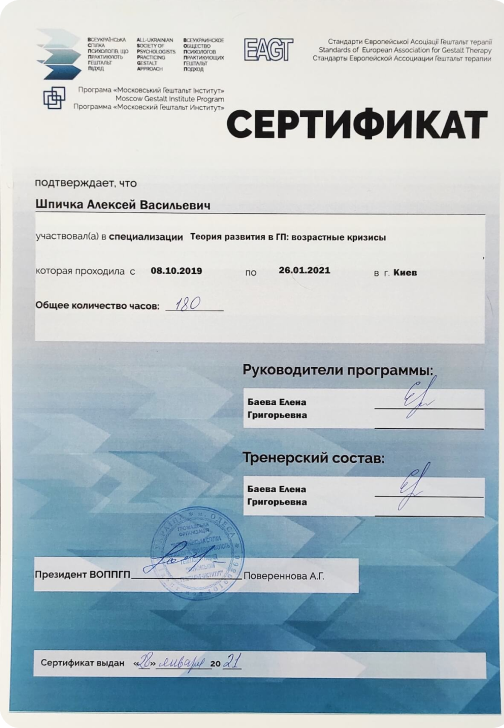 ВСЕУКРАЇНСЬКА
СПІЛКА
ПСИХОЛОГІВ, ЩО
ПРАКТИКУЮТЬ
ГЕШТАЛЬТ
ПІДХІД
ALL-UKRAINIAN
SOCIETY OF
PSYCHOLOGISTS
PRACTICING
GESTALT
APPROACH
ВСЕУКРАИНСКОЕ
ОБЩЕСТВО
ПСИХОЛОГОВ
ПРАКТИКУЮЩИХ
ГЕШТАЛЬТ
ПОДХОД
EAGT
Стандарти Європейської Асоціації Гештальт терапії
Standards of European Association for Gestalt Therapy
Стандарты Европейской Ассоциации Гештальт терапии
Програма «Московський Гештальт Інститут»
Moscow Gestalt Institute Program
Программа «Московский Гештальт Институт»
СЕРТИФИКАТ
подтверждает, что
Шпичка Алексей Васильевич
участвовал(а) в специализации Теория развития в ГП: возрастные кризисы
которая проходила с 08.10.2019 по 26.01.2021 в г. Киев
Общее количество часов: 180
Руководители программы:
Баева Елена
Григорьевна
Тренерский состав:
Баева Елена
Григорьевна
Президент ВОППГП Повереннова А.Г.
Сертификат выдан «20» января 20 21